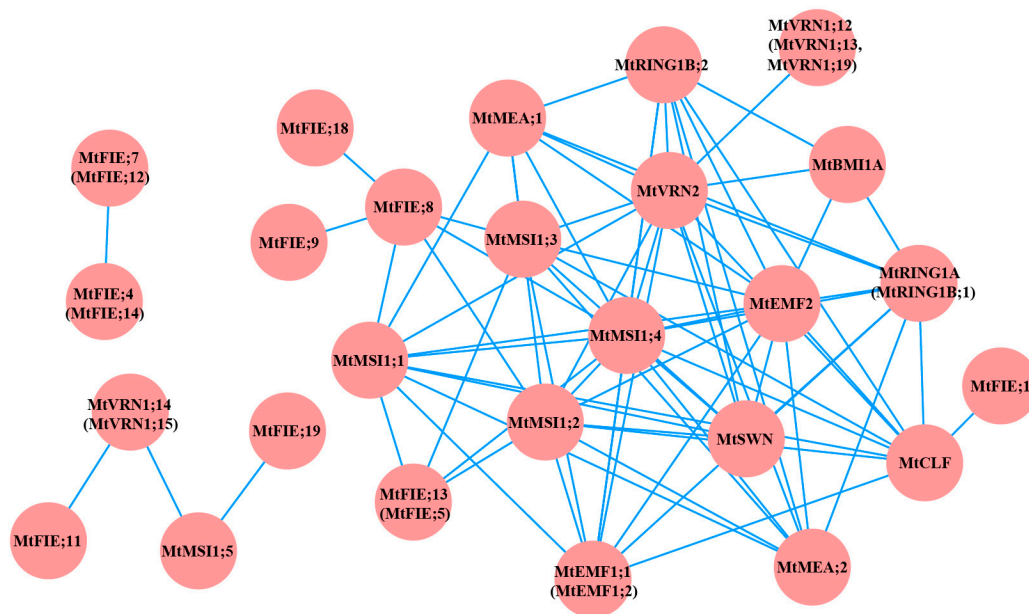 MtVRN1;12
(MtVRN1;13,
MtVRN1;19)
MtRING1B;2
MtMEA;1
MtFIE;18
MtFIE;7
(MtFIE;12)
MtBMI1A
MtVRN2
MtFIE;8
MtFIE;9
MtMSI1;3
MtRING1A
(MtRING1B;1)
MtFIE;4
(MtFIE;14)
MtEMF2
MtMSI1;4
MtMSI1;1
MtFIE;1
MtVRN1;14
(MtVRN1;15)
MtFIE;19
MtMSI1;2
MtSWN
MtCLF
MtFIE;13
(MtFIE;5)
MtFIE;11
MtMSI1;5
MtEMF1;1
(MtEMF1;2)
MtMEA;2